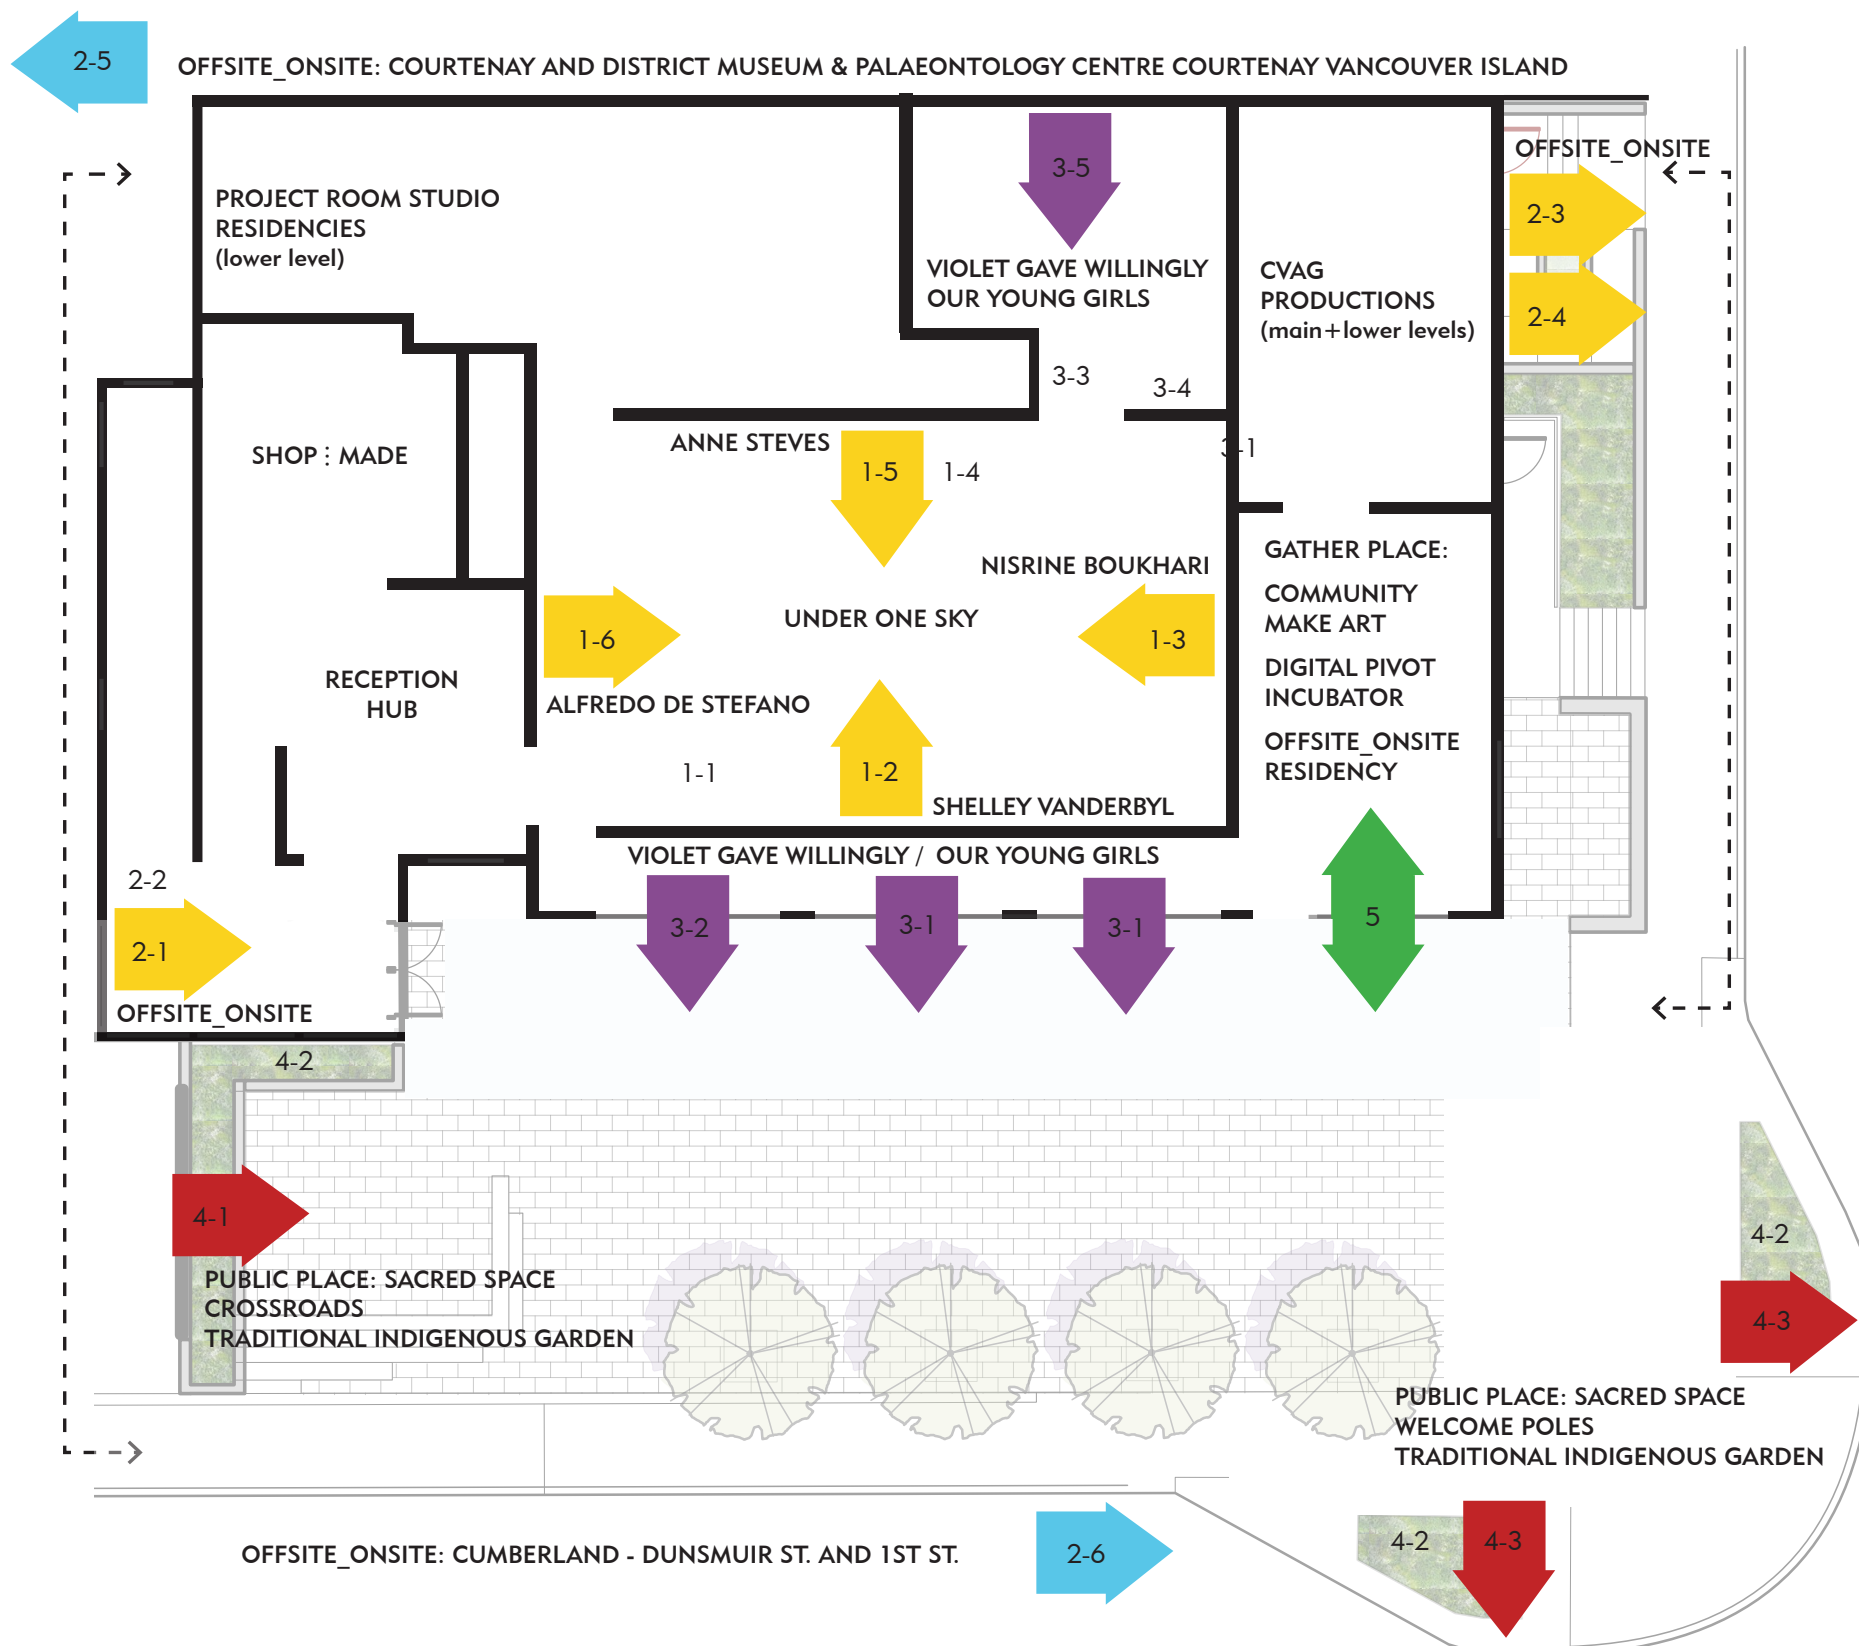 2-5
OFFSITE_ONSITE: COURTENAY AND DISTRICT MUSEUM & PALAEONTOLOGY CENTRE COURTENAY VANCOUVER ISLAND
OFFSITE_ONSITE
2-3
2-4
PROJECT ROOM STUDIO
RESIDENCIES
(lower level)
3-5
VIOLET GAVE WILLINGLY
OUR YOUNG GIRLS
3-3
3-4
3-1
CVAG
PRODUCTIONS
(main+lower levels)
SHOP⋮MADE
ANNE STEVES
1-5
1-4
NISRINE BOUKHARI
UNDER ONE SKY
1-6
1-3
ALFREDO DE STEFANO
RECEPTION
HUB
1-1
1-2
SHELLEY VANDERBYL
GATHER PLACE:
COMMUNITY
MAKE ART
DIGITAL PIVOT
INCUBATOR
OFFSITE_ONSITE
RESIDENCY
VIOLET GAVE WILLINGLY / OUR YOUNG GIRLS
2-2
2-1
OFFSITE_ONSITE
3-2
3-1
3-1
5
4-2
4-1
PUBLIC PLACE: SACRED SPACE
CROSSROADS
TRADITIONAL INDIGENOUS GARDEN
4-2
4-3
PUBLIC PLACE: SACRED SPACE
WELCOME POLES
TRADITIONAL INDIGENOUS GARDEN
4-2
4-3
OFFSITE_ONSITE: CUMBERLAND - DUNSMUIR ST. AND 1ST ST.
2-6